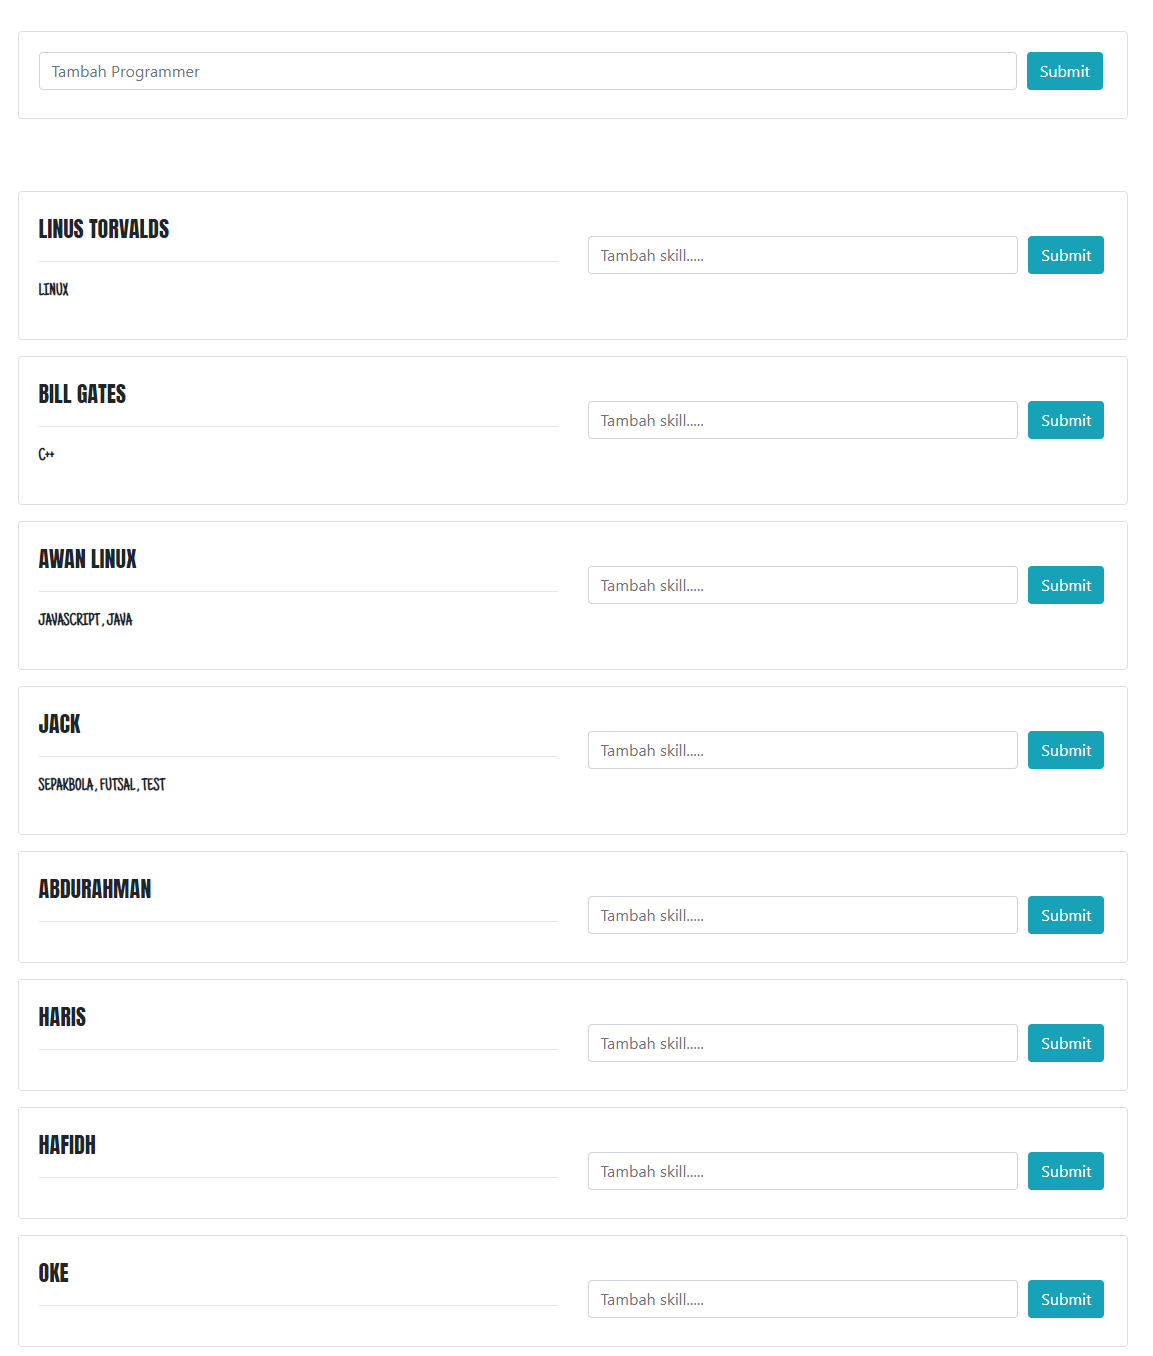 Tambah Programmer Submit
LINUS TORVALDS
Tambah skill..... Submit
LINUX
BILL GATES
Tambah skill..... Submit
C++
AWAN LINUX
Tambah skill..... Submit
JAVASCRIPT , JAVA
JACK
Tambah skill..... Submit
SEPAKBOLA , FUTSAL , TEST
ABDURAHMAN
Tambah skill..... Submit
HARIS
Tambah skill..... Submit
HAFIDH
Tambah skill..... Submit
OKE
Tambah skill..... Submit